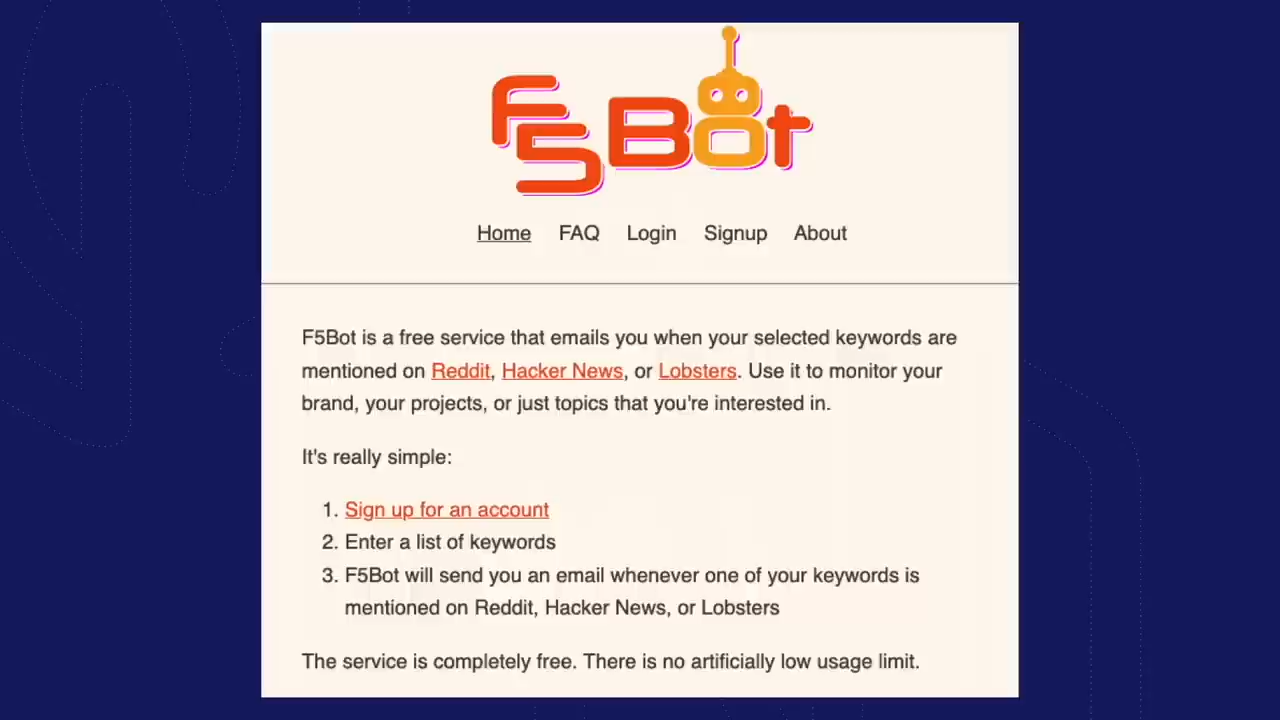 F5Bot
Home FAQ Login Signup About
F5Bot is a free service that emails you when your selected keywords are
mentioned on Reddit, Hacker News, or Lobsters. Use it to monitor your
brand, your projects, or just topics that you're interested in.
It's really simple:
1. Sign up for an account
2. Enter a list of keywords
3. F5Bot will send you an email whenever one of your keywords is
mentioned on Reddit, Hacker News, or Lobsters
The service is completely free. There is no artificially low usage limit.